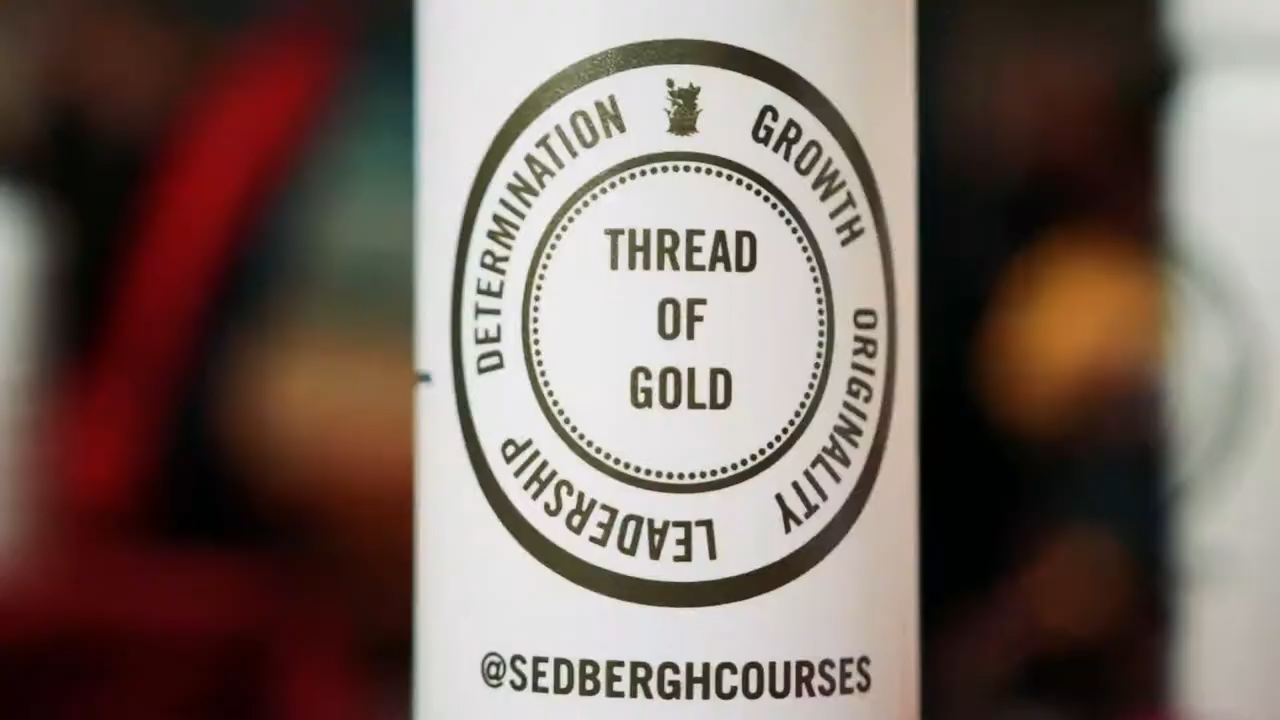 DETERMINATION
GROWTH
ORIGINALITY
LEADERSHIP
THREAD
OF
GOLD
@SEDBERGHCOURSES